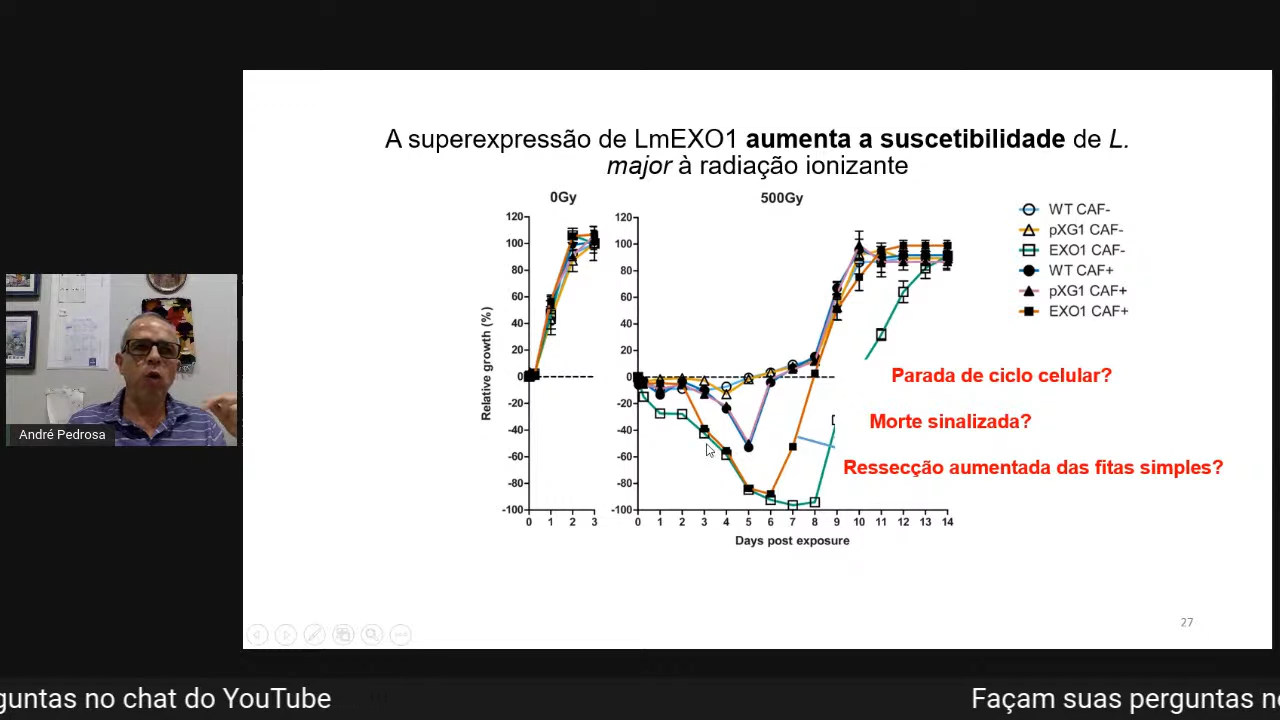 A superexpressão de LmEXO1 aumenta a suscetibilidade de L.
major à radiação ionizante
0Gy
500Gy
Relative growth (%)
120
100
80
60
40
20
0
-20
-40
-60
-80
-100
0 1 2 3
120
100
80
60
40
20
0
-20
-40
-60
-80
-100
0 1 2 3 4 5 6 7 8 9 10 11 12 13 14
Days post exposure
WT CAF-
pXG1 CAF-
EXO1 CAF-
WT CAF+
pXG1 CAF+
EXO1 CAF+
Parada de ciclo celular?
Morte sinalizada?
Ressecção aumentada das fitas simples?
27
André Pedrosa
guntas no chat do YouTube
Façam suas perguntas n